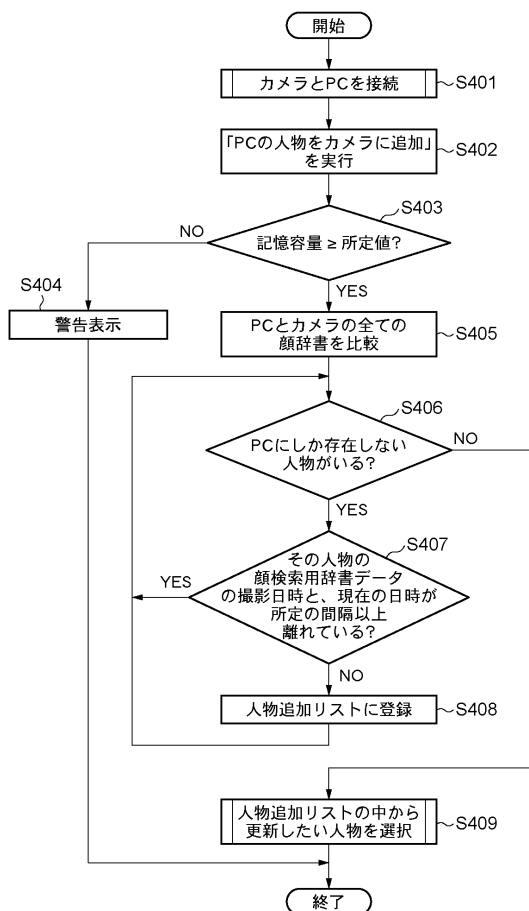 開始
カメラとPCを接続
S401
「PCの人物をカメラに追加」
を実行
S402
S403
記憶容量 ≥ 所定値?
NO
YES
S404
警告表示
PCとカメラの全ての
顔辞書を比較
S405
S406
PCにしか存在しない
人物がいる?
NO
YES
S407
その人物の
顔検索用辞書データ
の撮影日時と、現在の日時が
所定の間隔以上
離れている?
YES
NO
人物追加リストに登録
S408
人物追加リストの中から
更新したい人物を選択
S409
終了